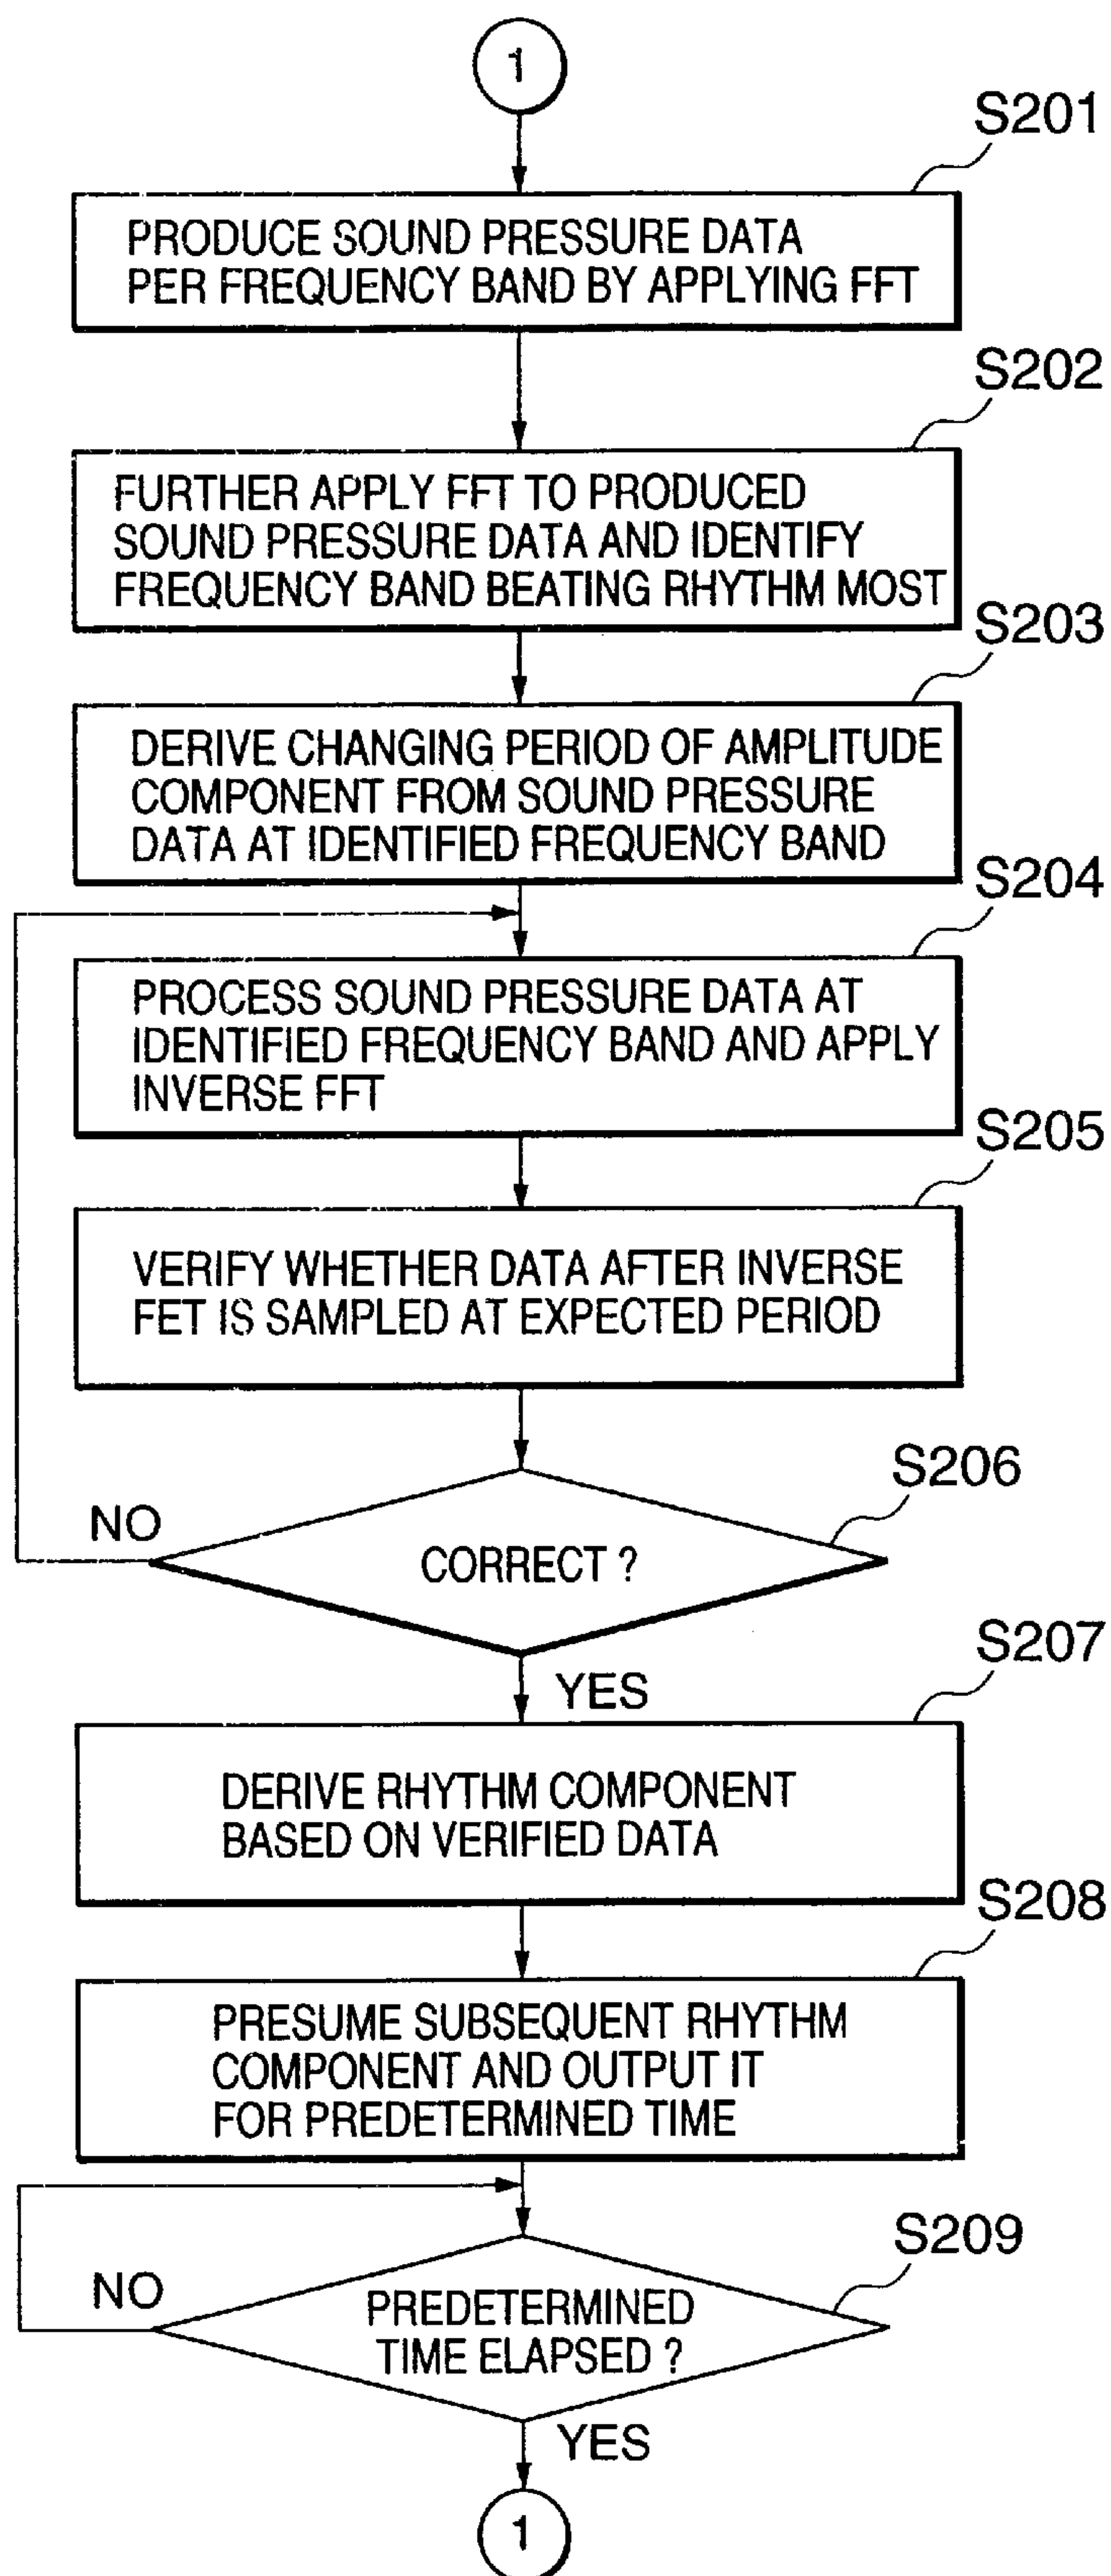 1
S201
PRODUCE SOUND PRESSURE DATA
PER FREQUENCY BAND BY APPLYING FFT
S202
FURTHER APPLY FFT TO PRODUCED
SOUND PRESSURE DATA AND IDENTIFY
FREQUENCY BAND BEATING RHYTHM MOST
S203
DERIVE CHANGING PERIOD OF AMPLITUDE
COMPONENT FROM SOUND PRESSURE
DATA AT IDENTIFIED FREQUENCY BAND
S204
PROCESS SOUND PRESSURE DATA AT
IDENTIFIED FREQUENCY BAND AND APPLY
INVERSE FFT
S205
VERIFY WHETHER DATA AFTER INVERSE
FET IS SAMPLED AT EXPECTED PERIOD
S206
NO
CORRECT ?
YES
S207
DERIVE RHYTHM COMPONENT
BASED ON VERIFIED DATA
S208
PRESUME SUBSEQUENT RHYTHM
COMPONENT AND OUTPUT IT
FOR PREDETERMINED TIME
S209
NO
PREDETERMINED
TIME ELAPSED ?
YES
1